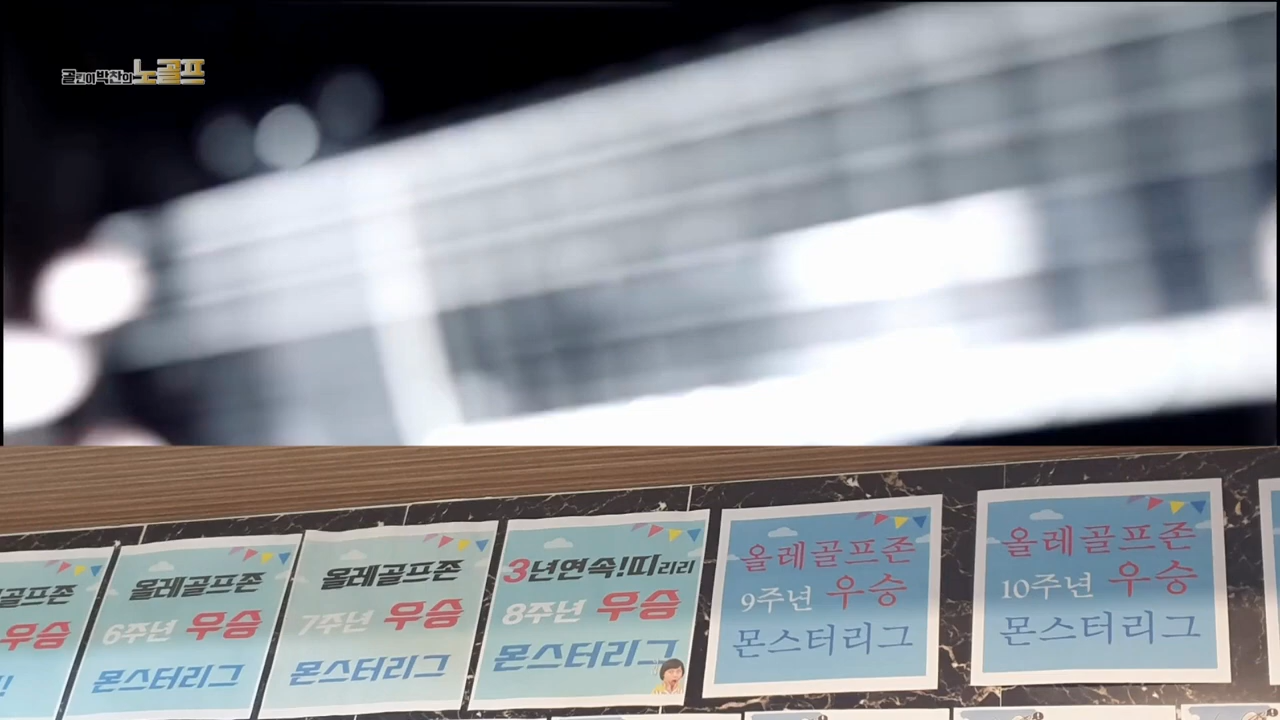 골킨이박찬의노골프
골프존
우승
올레골프존
6주년 우승
몬스터리그
올레골프존
7주년 우승
몬스터리그
3년연속!띠리리
8주년 우승
몬스터리그
올레골프존
9주년 우승
몬스터리그
올레골프존
10주년 우승
몬스터리그